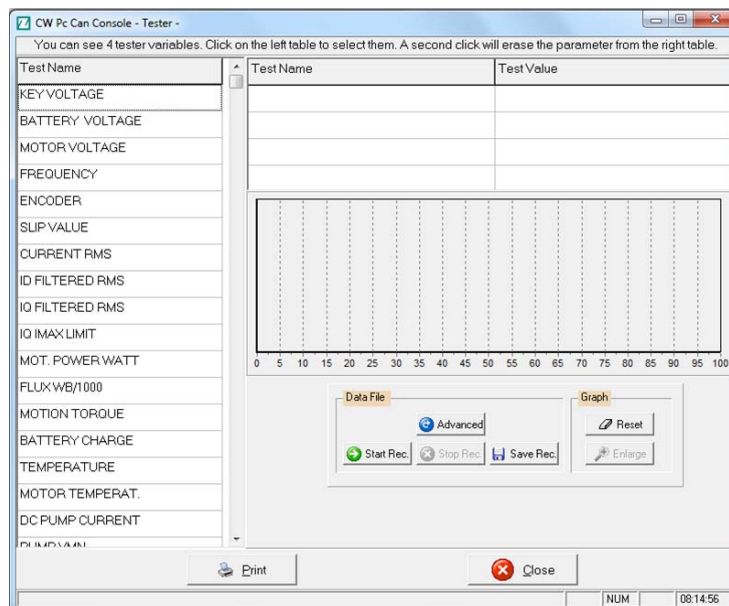 CW Pc Can Console - Tester -
You can see 4 tester variables. Click on the left table to select them. A second click will erase the parameter from the right table.
Test Name
KEY VOLTAGE
BATTERY VOLTAGE
MOTOR VOLTAGE
FREQUENCY
ENCODER
SLIP VALUE
CURRENT RMS
ID FILTERED RMS
IQ FILTERED RMS
IQ IMAX LIMIT
MOT. POWER WATT
FLUX WB/1000
MOTION TORQUE
BATTERY CHARGE
TEMPERATURE
MOTOR TEMPERAT.
DC PUMP CURRENT
PUMP VMN
Test Name Test Value
0 5 10 15 20 25 30 35 40 45 50 55 60 65 70 75 80 85 90 95 100
Data File
Advanced
Start Rec. Stop Rec. Save Rec.
Graph
Reset
Enlarge
Print Close
NUM 08:14:56